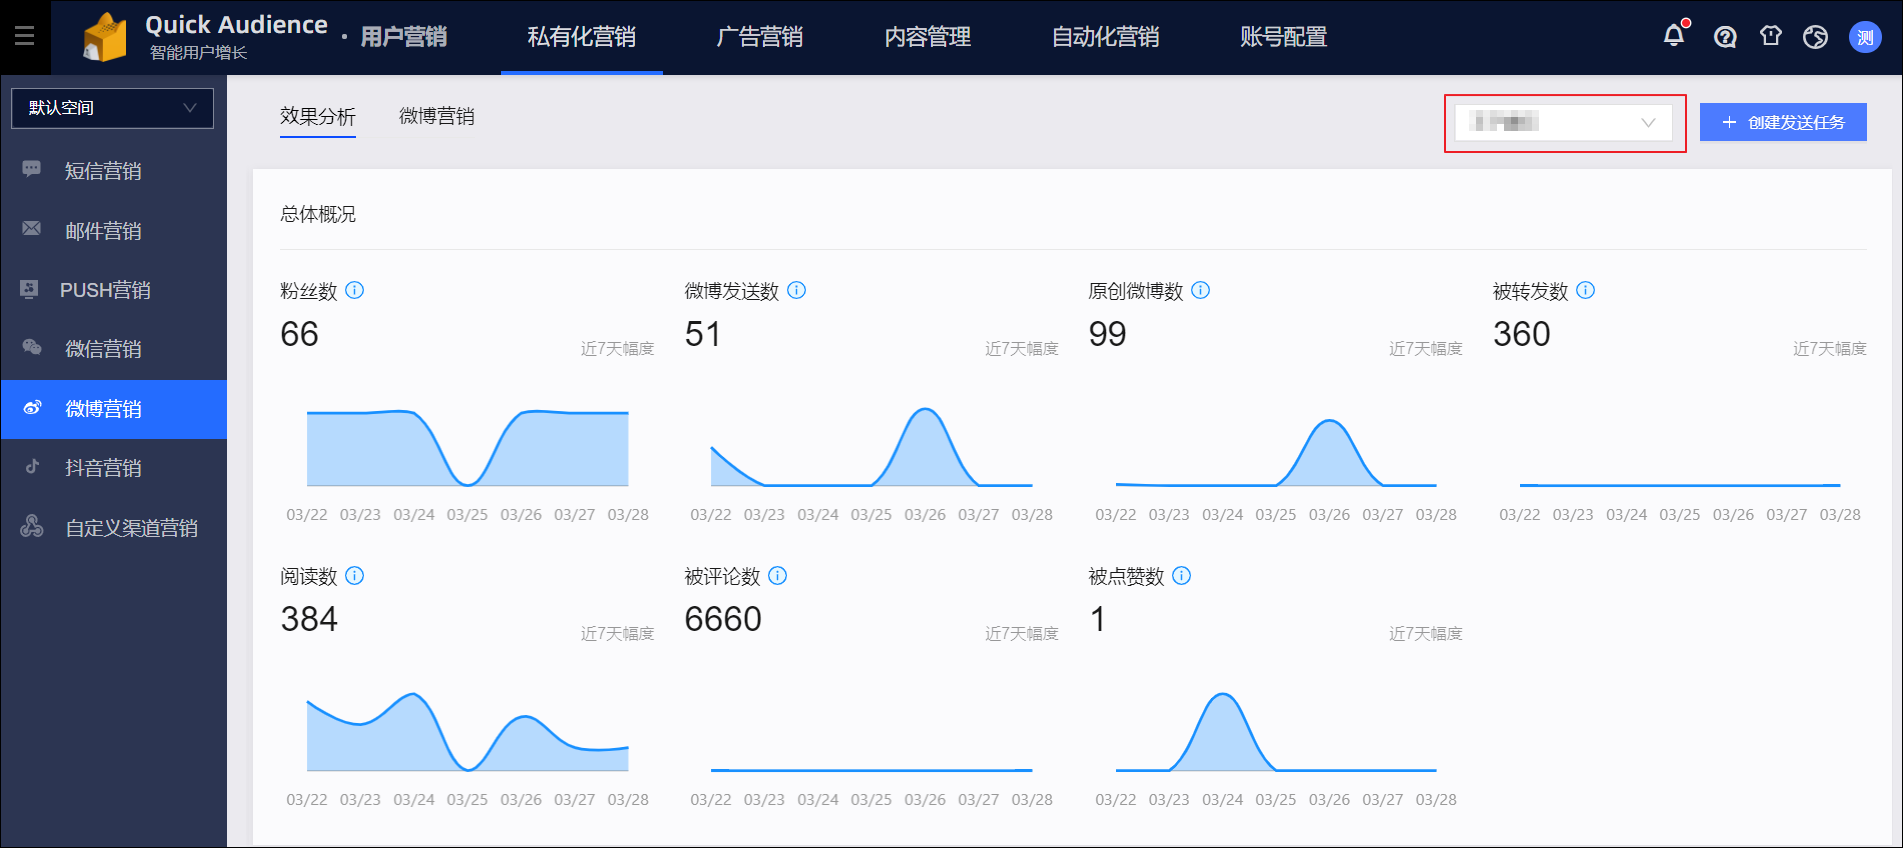 Quick Audience
智能用户增长
· 用户营销
私有化营销
广告营销
内容管理
自动化营销
账号配置
测
默认空间
短信营销
邮件营销
PUSH营销
微信营销
微博营销
抖音营销
自定义渠道营销
效果分析
微博营销
+ 创建发送任务
总体概况
粉丝数
66
近7天幅度
03/22 03/23 03/24 03/25 03/26 03/27 03/28
微博发送数
51
近7天幅度
03/22 03/23 03/24 03/25 03/26 03/27 03/28
原创微博数
99
近7天幅度
03/22 03/23 03/24 03/25 03/26 03/27 03/28
被转发数
360
近7天幅度
03/22 03/23 03/24 03/25 03/26 03/27 03/28
阅读数
384
近7天幅度
03/22 03/23 03/24 03/25 03/26 03/27 03/28
被评论数
6660
近7天幅度
03/22 03/23 03/24 03/25 03/26 03/27 03/28
被点赞数
1
近7天幅度
03/22 03/23 03/24 03/25 03/26 03/27 03/28